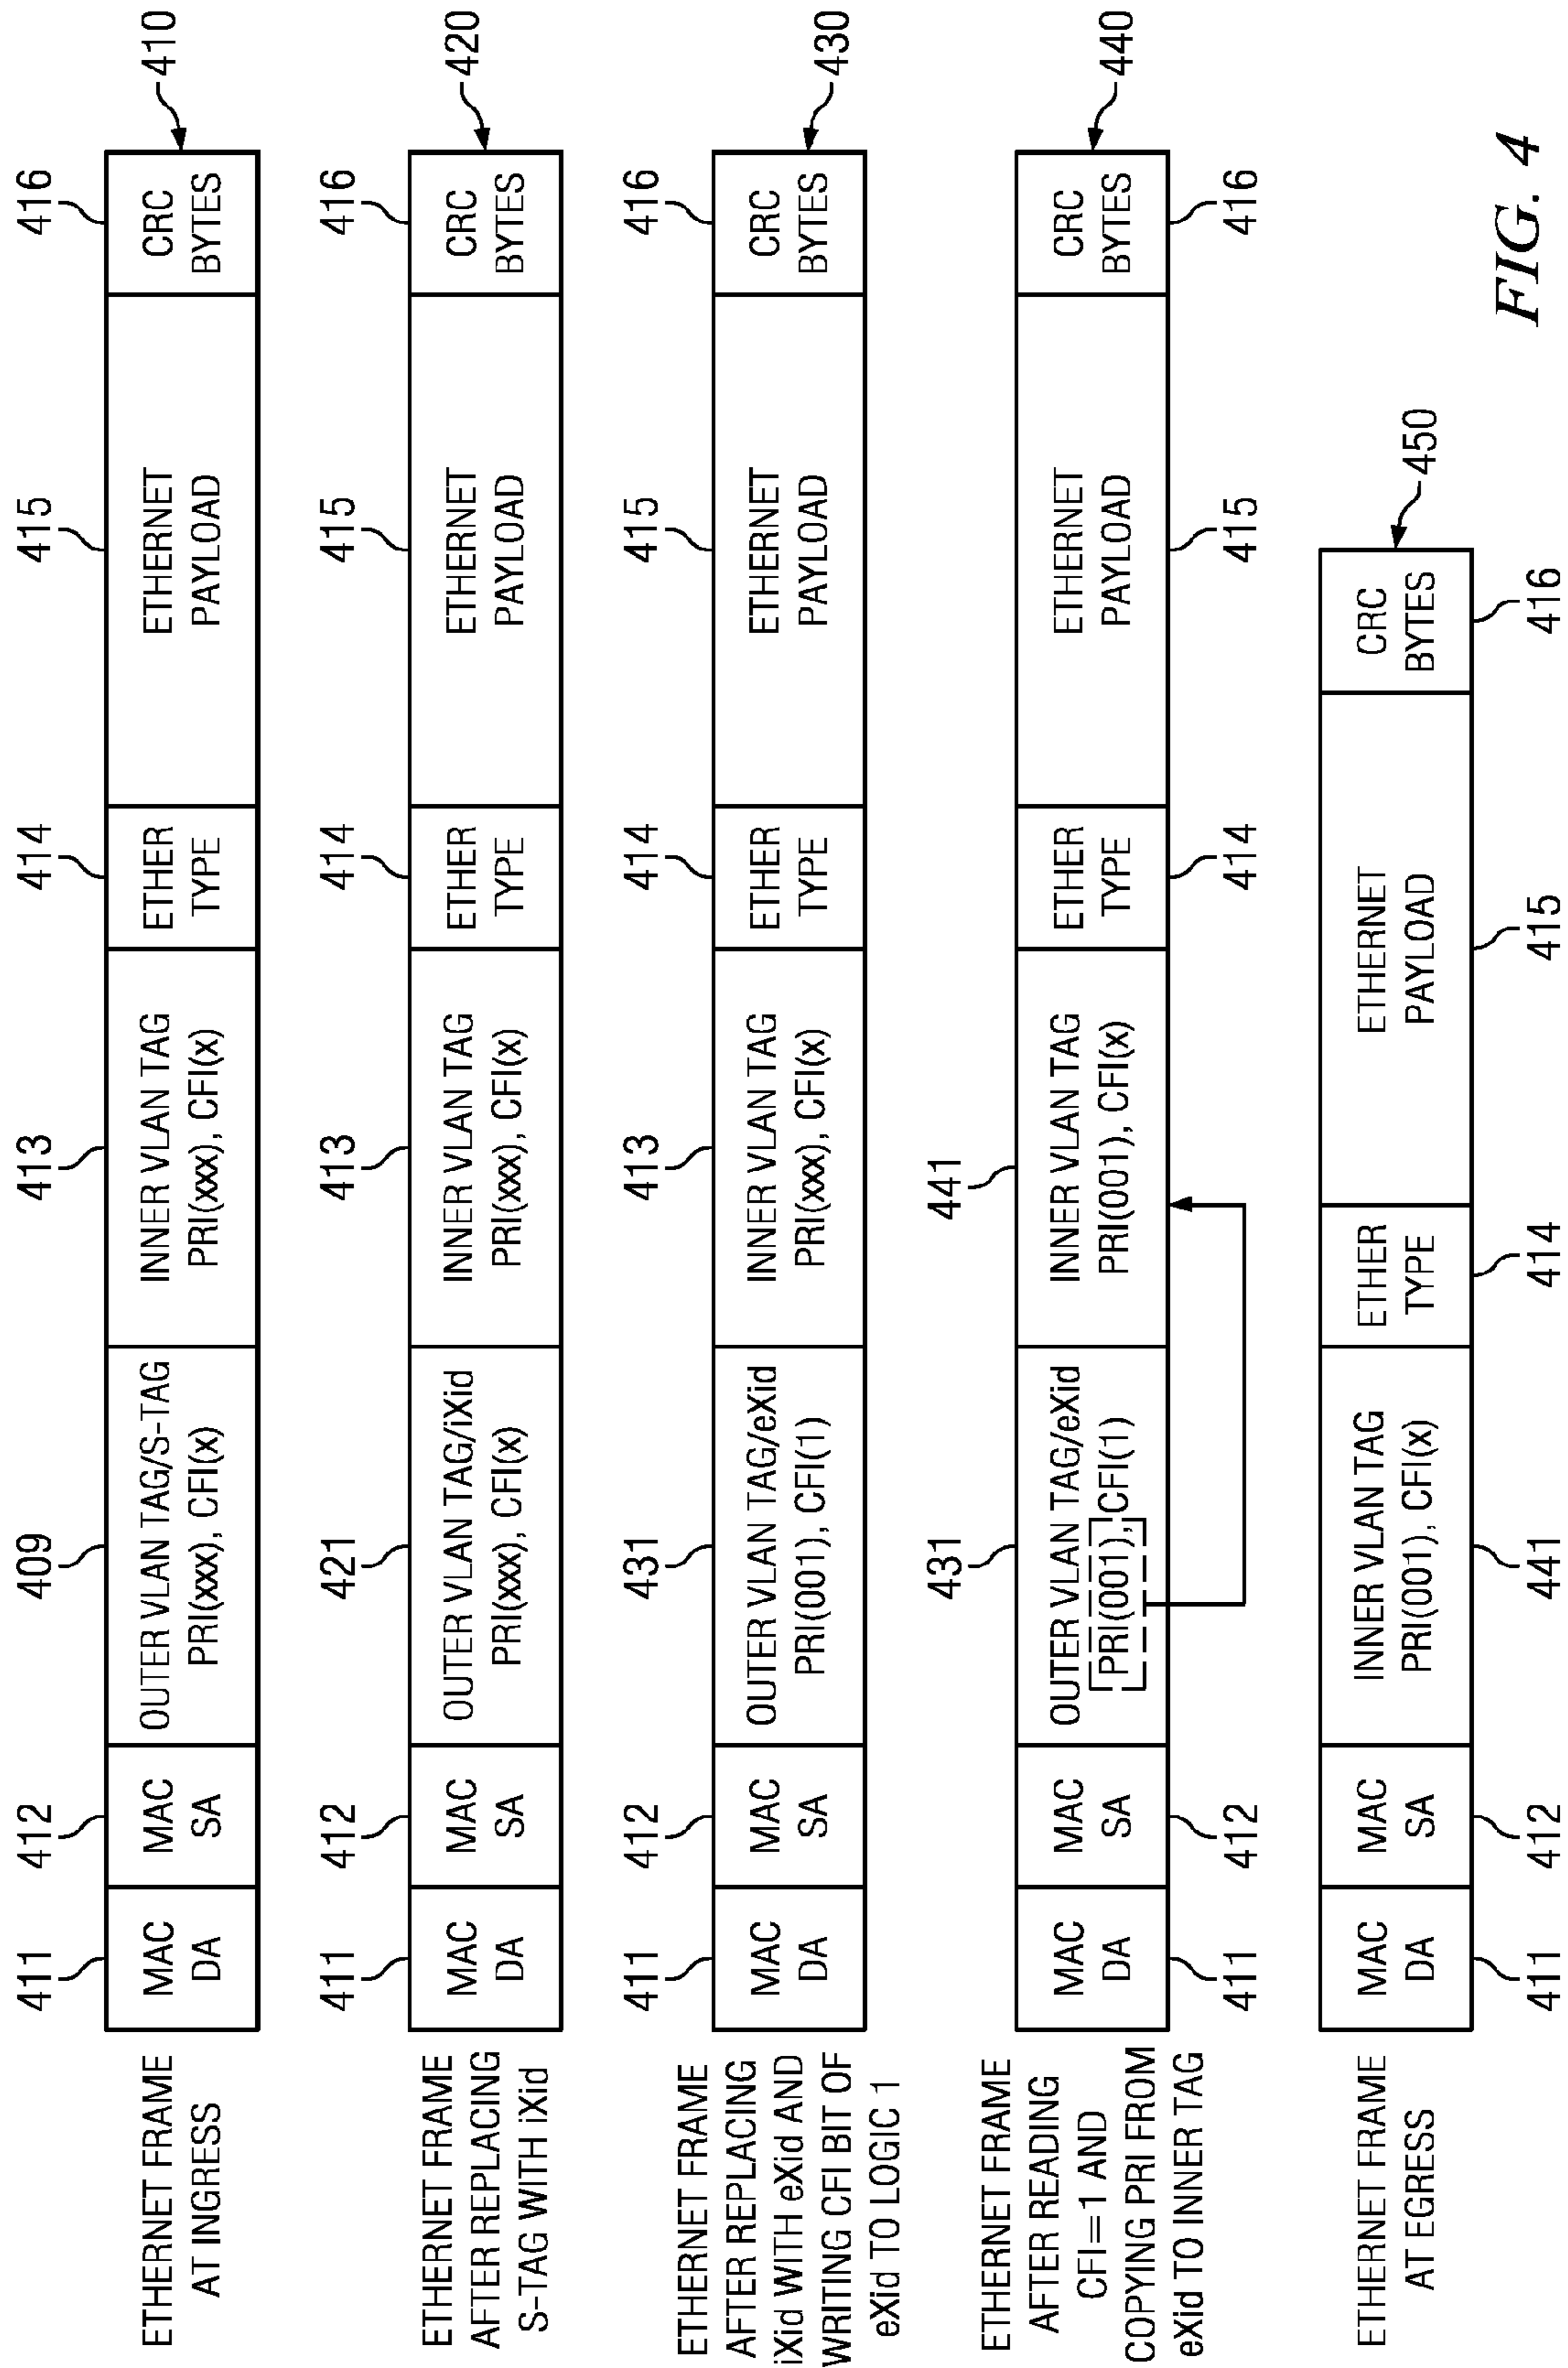 411
412
409
413
414
415
416
ETHERNET FRAME
AT INGRESS
MAC
DA
MAC
SA
OUTER VLAN TAG/S-TAG
PRI(xxx), CFI(x)
INNER VLAN TAG
PRI(xxx), CFI(x)
ETHER
TYPE
ETHERNET
PAYLOAD
CRC
BYTES
410
411
412
421
413
414
415
416
ETHERNET FRAME
AFTER REPLACING
S-TAG WITH iXid
MAC
DA
MAC
SA
OUTER VLAN TAG/iXid
PRI(xxx), CFI(x)
INNER VLAN TAG
PRI(xxx), CFI(x)
ETHER
TYPE
ETHERNET
PAYLOAD
CRC
BYTES
420
411
412
431
413
414
415
416
ETHERNET FRAME
AFTER REPLACING
iXid WITH eXid AND
WRITING CFI BIT OF
eXid TO LOGIC 1
MAC
DA
MAC
SA
OUTER VLAN TAG/eXid
PRI(001), CFI(1)
INNER VLAN TAG
PRI(xxx), CFI(x)
ETHER
TYPE
ETHERNET
PAYLOAD
CRC
BYTES
430
431
441
ETHERNET FRAME
AFTER READING
CFI=1 AND
COPYING PRI FROM
eXid TO INNER TAG
MAC
DA
MAC
SA
OUTER VLAN TAG/eXid
PRI(001), CFI(1)
INNER VLAN TAG
PRI(001), CFI(x)
ETHER
TYPE
ETHERNET
PAYLOAD
CRC
BYTES
440
411
412
414
415
416
ETHERNET FRAME
AT EGRESS
MAC
DA
MAC
SA
INNER VLAN TAG
PRI(001), CFI(x)
ETHER
TYPE
ETHERNET
PAYLOAD
CRC
BYTES
450
411
412
441
414
415
416
FIG. 4